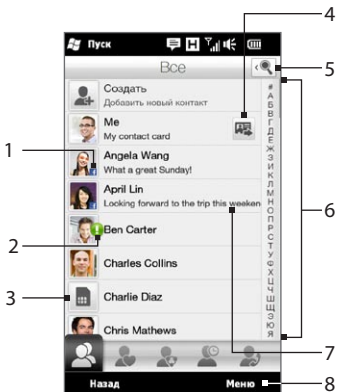 4
Пуск
H
Все
5
Создать
Добавить новый контакт
Me
My contact card
1
Angela Wang
What a great Sunday!
April Lin
Looking forward to the trip this weeken
2
Ben Carter
Charles Collins
3
Charlie Diaz
Chris Mathews
#
А
Б
В
Г
Д
Е
Ж
З
И
К
Л
М
Н
О
П
Р
С
Т
У
Ф
Х
Ц
Ч
Ш
Щ
Э
Ю
Я
6
7
Назад
Меню
8